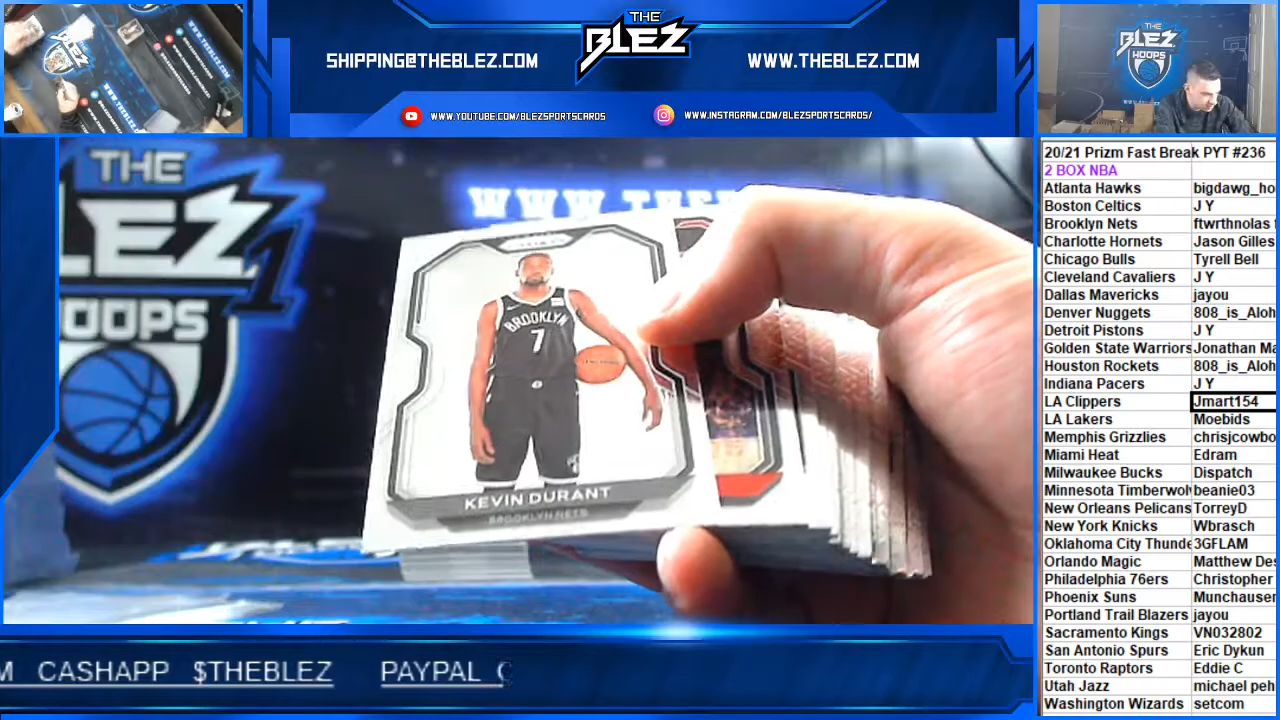 THE
BLEZ
SHIPPING@THEBLEZ.COM
WWW.THEBLEZ.COM
WWW.YOUTUBE.COM/BLEZSPORTSCARDS
WWW.INSTAGRAM.COM/BLEZSPORTSCARDS/
THE
BLEZ
HOOPS
THE
LEZ
1
OOPS
WWW.THE
BROOKLYN
7
KEVIN DURANT
BROOKLYN NETS
20/21 Prizm Fast Break PYT #236
2 BOX NBA
Atlanta Hawks bigdawg_ho
Boston Celtics J Y
Brooklyn Nets ftwrthnolas
Charlotte Hornets Jason Gilles
Chicago Bulls Tyrell Bell
Cleveland Cavaliers J Y
Dallas Mavericks jayou
Denver Nuggets 808_is_Aloh
Detroit Pistons J Y
Golden State Warriors Jonathan Ma
Houston Rockets 808_is_Aloh
Indiana Pacers J Y
LA Clippers Jmart154
LA Lakers Moebids
Memphis Grizzlies chrisjcowbo
Miami Heat Edram
Milwaukee Bucks Dispatch
Minnesota Timberwol beanie03
New Orleans Pelicans TorreyD
New York Knicks Wbrasch
Oklahoma City Thunde 3GFLAM
Orlando Magic Matthew Des
Philadelphia 76ers Christopher
Phoenix Suns Munchausen
Portland Trail Blazers jayou
Sacramento Kings VN032802
San Antonio Spurs Eric Dykun
Toronto Raptors Eddie C
Utah Jazz michael peh
Washington Wizards setcom
M CASHAPP $THEBLEZ PAYPAL